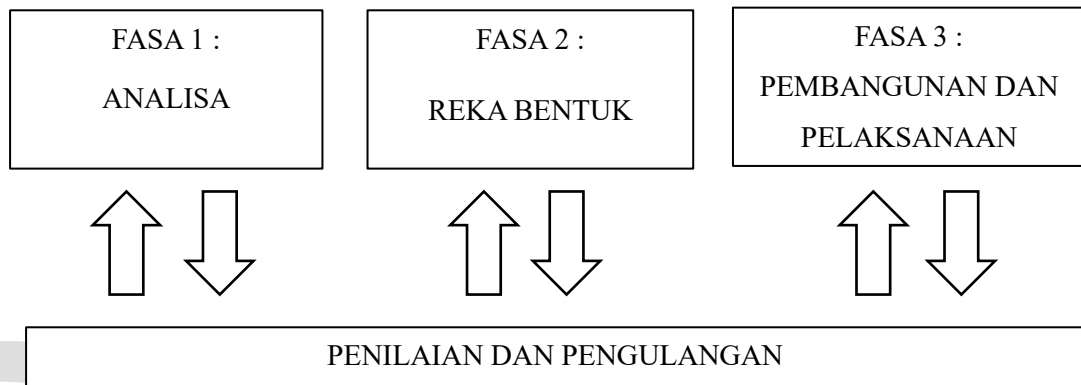 FASA 1 :
ANALISA
FASA 2 :
REKA BENTUK
FASA 3 :
PEMBANGUNAN DAN
PELAKSANAAN
PENILAIAN DAN PENGULANGAN